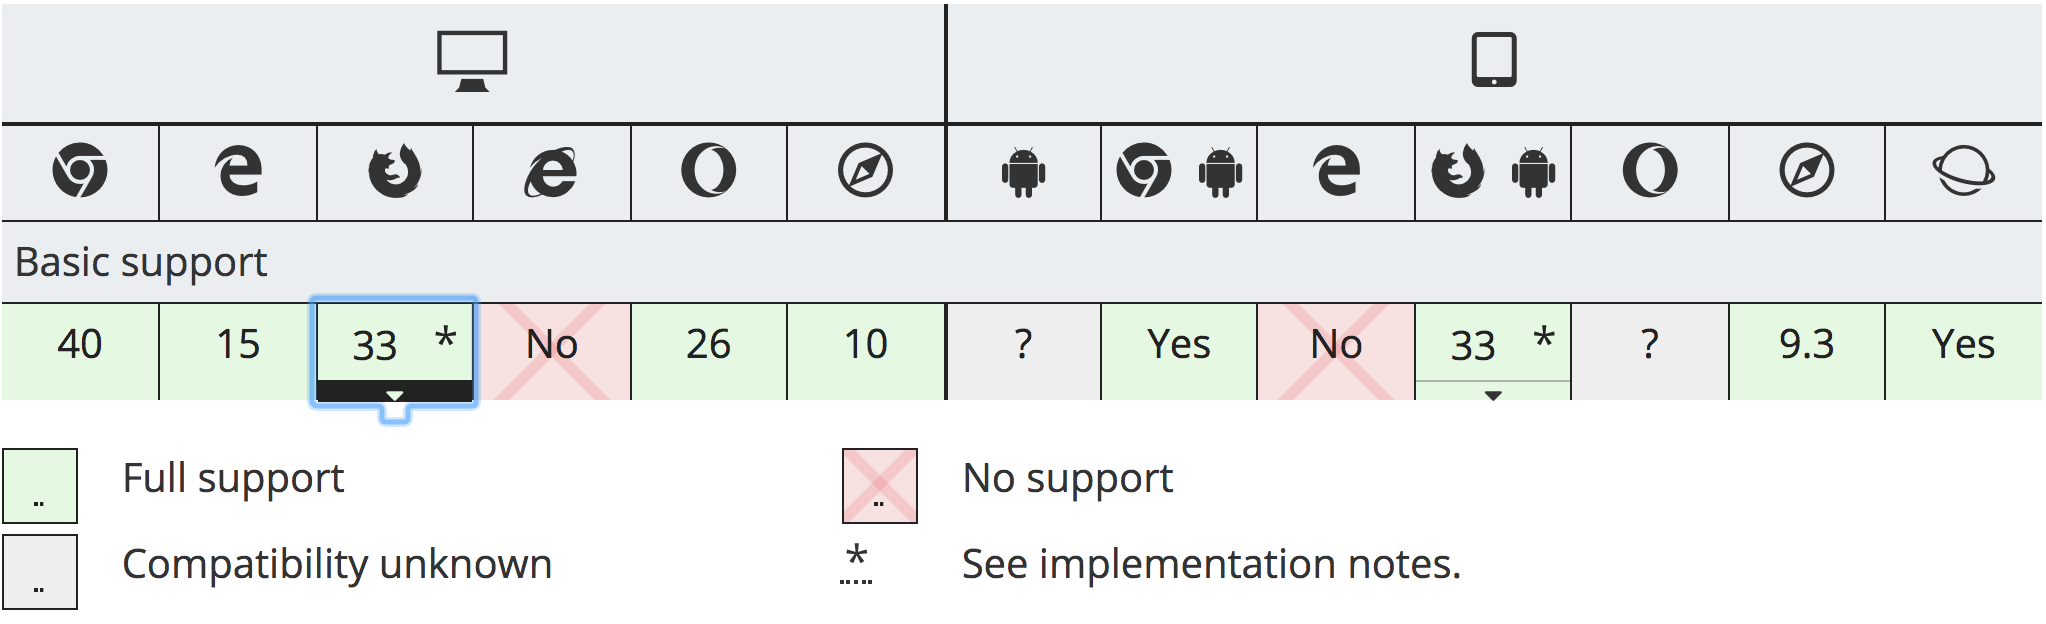 Basic support
40 15 33 * No 26 10 ? Yes No 33 * ? 9.3 Yes
.. Full support .. No support
.. Compatibility unknown * See implementation notes.